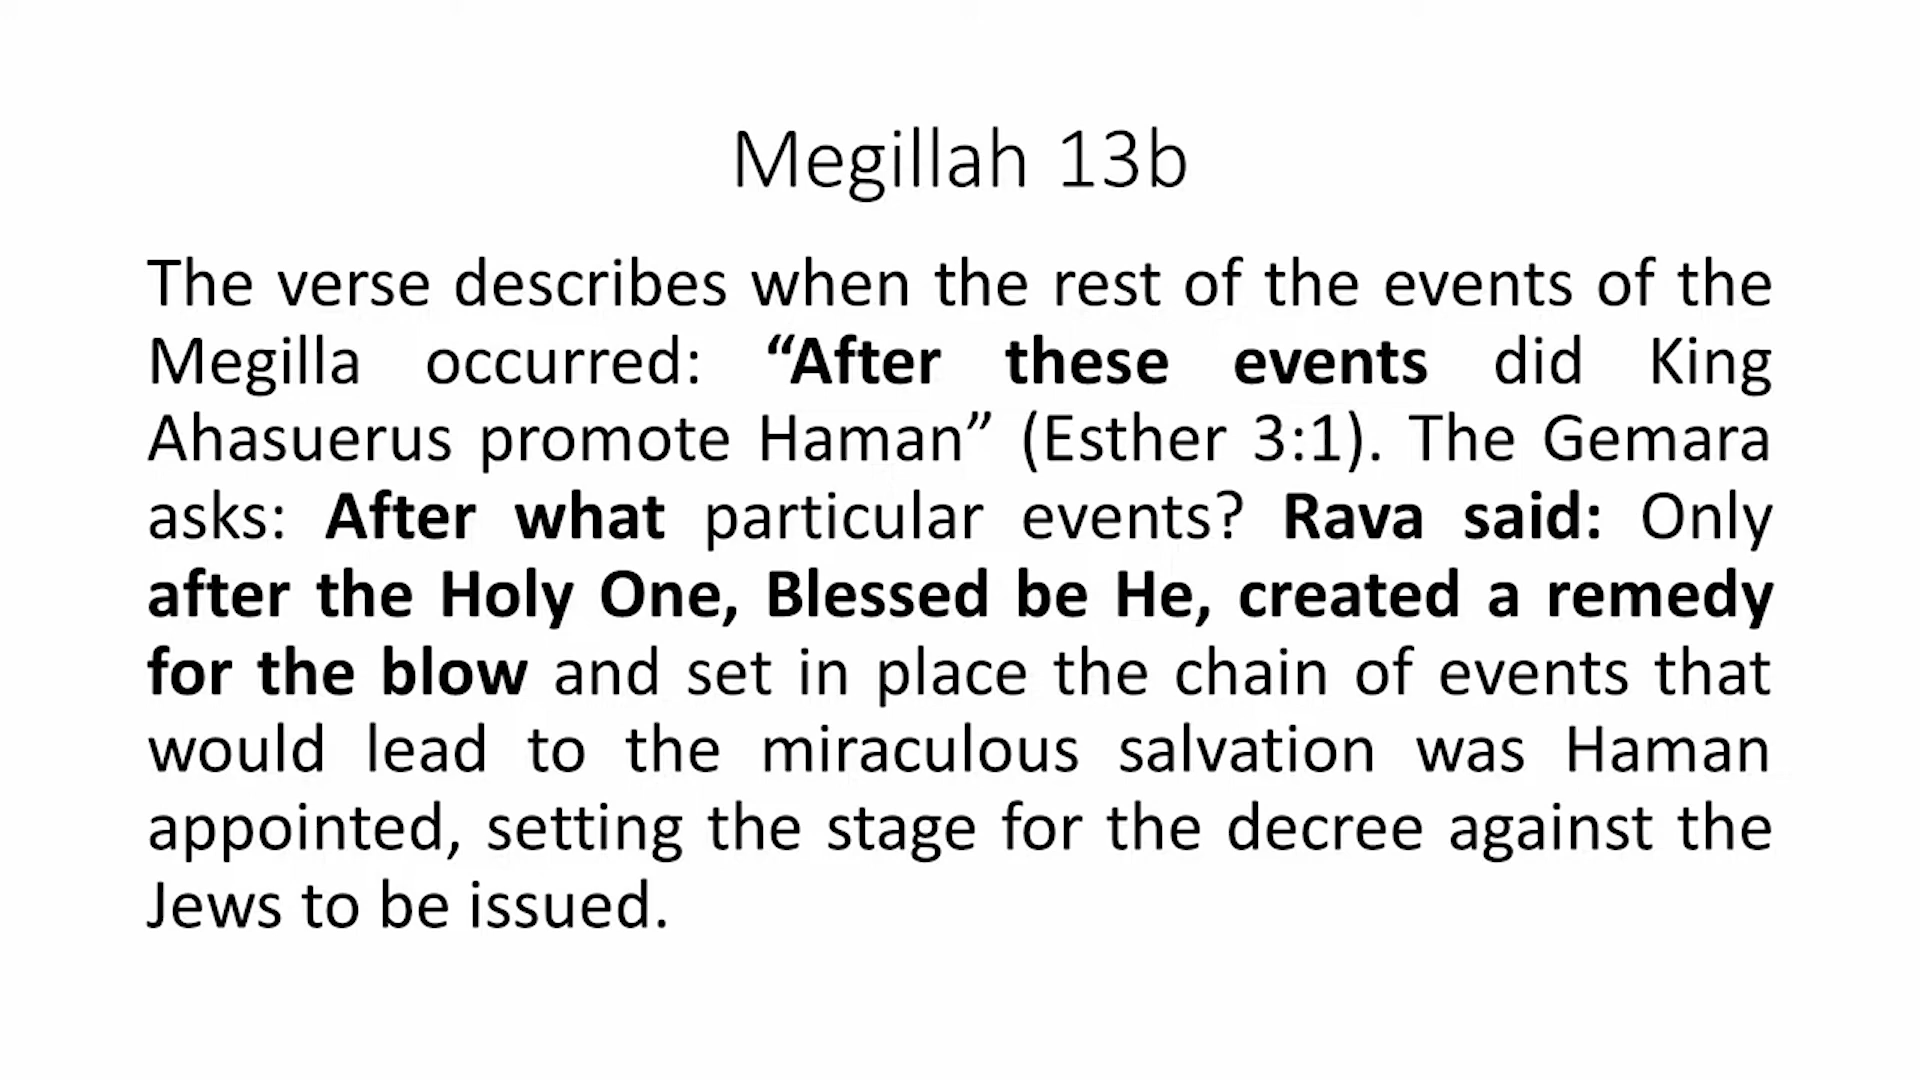 Megillah 13b
The verse describes when the rest of the events of the
Megilla occurred: “After these events did King
Ahasuerus promote Haman” (Esther 3:1). The Gemara
asks: After what particular events? Rava said: Only
after the Holy One, Blessed be He, created a remedy
for the blow and set in place the chain of events that
would lead to the miraculous salvation was Haman
appointed, setting the stage for the decree against the
Jews to be issued.